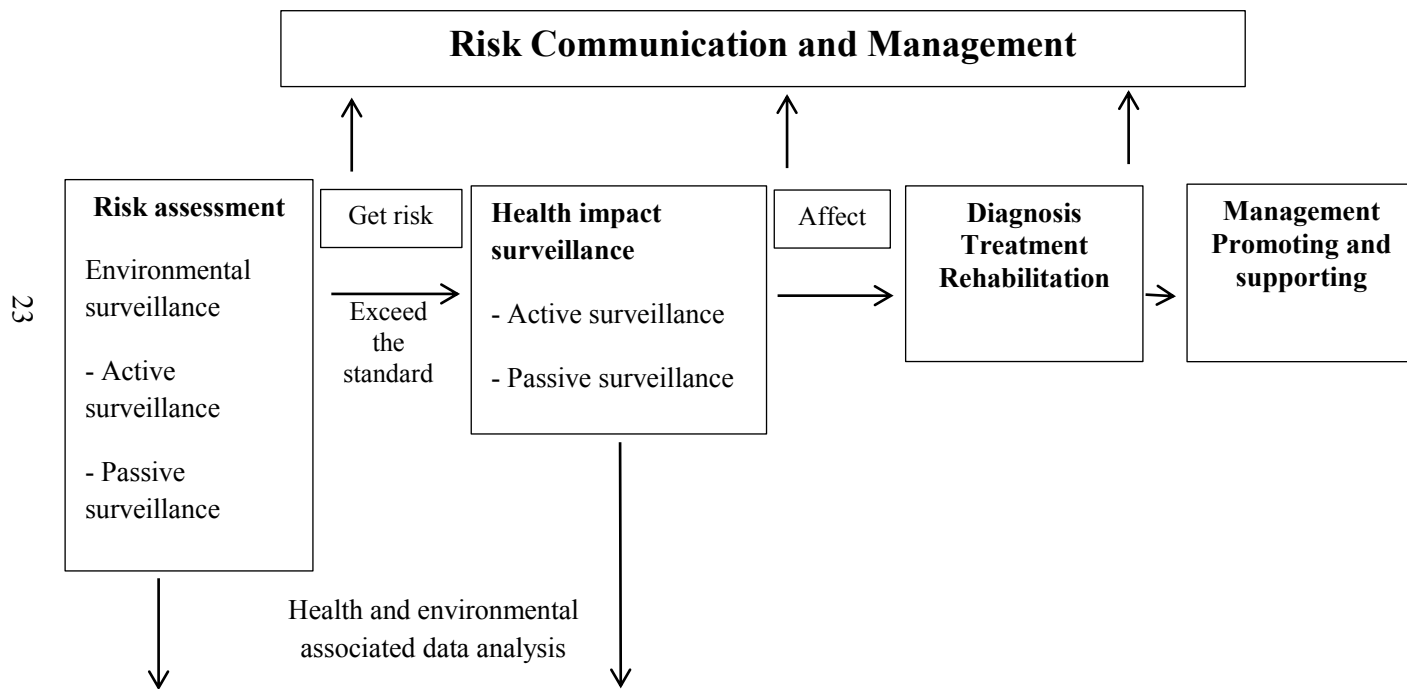 Risk Communication and Management
Risk assessment
Environmental
surveillance
- Active
surveillance
- Passive
surveillance
Get risk
Exceed
the
standard
Health impact
surveillance
- Active surveillance
- Passive surveillance
Affect
Diagnosis
Treatment
Rehabilitation
Management
Promoting and
supporting
Health and environmental
associated data analysis
23